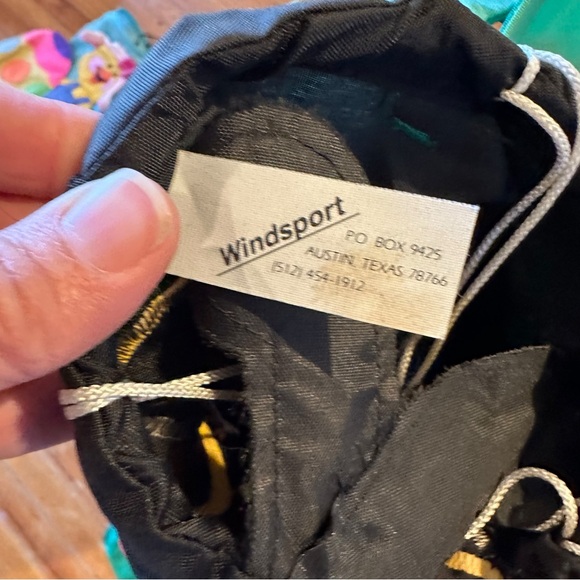 Windsport
P.O. BOX 9425
AUSTIN, TEXAS 78766
(512) 454-1912